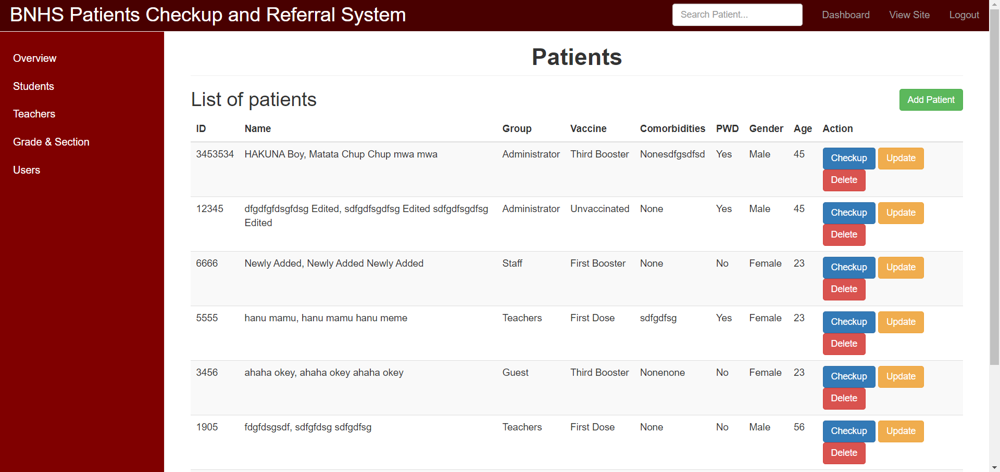 BNHS Patients Checkup and Referral System
Search Patient... Dashboard View Site Logout
Overview
Students
Teachers
Grade & Section
Users
Patients
List of patients
Add Patient
ID Name Group Vaccine Comorbidities PWD Gender Age Action
3453534 HAKUNA Boy, Matata Chup Chup mwa mwa Administrator Third Booster Nonesdfgsdfsd Yes Male 45 Checkup Update
Delete
12345 dfgdfgfdsgfdsg Edited, sdfgdfsgdfsg Edited sdfgdfsgdfsg Administrator Unvaccinated None Yes Male 45 Checkup Update
Edited
Delete
6666 Newly Added, Newly Added Newly Added Staff First Booster None No Female 23 Checkup Update
Delete
5555 hanu mamu, hanu mamu hanu meme Teachers First Dose sdfgdfsg Yes Female 23 Checkup Update
Delete
3456 ahaha okey, ahaha okey ahaha okey Guest Third Booster Nonenone No Female 23 Checkup Update
Delete
1905 fdgfdsgsdf, sdfgfdsg sdfgdfsg Teachers First Dose None No Male 56 Checkup Update
Delete